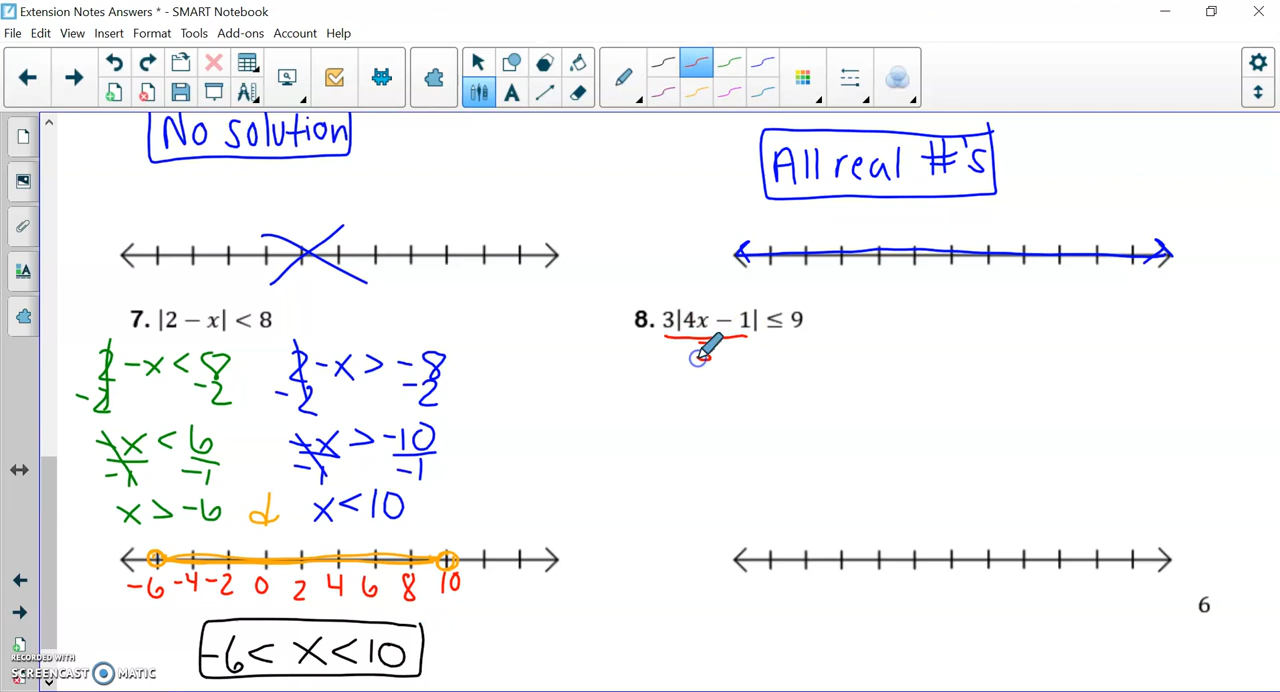 Extension Notes Answers * - SMART Notebook
File Edit View Insert Format Tools Add-ons Account Help
No solution
All real #'s
7. |2 − x| < 8
8. 3|4x − 1| ≤ 9
2 -x < 8
-2 -2
2 -x > -8
-2 -2
-x < 6
-1 -1
-x > -10
-1 -1
x > -6 & x < 10
-6 -4 -2 0 2 4 6 8 10
6
-6 < x < 10
RECORDED WITH
SCREENCAST MATIC